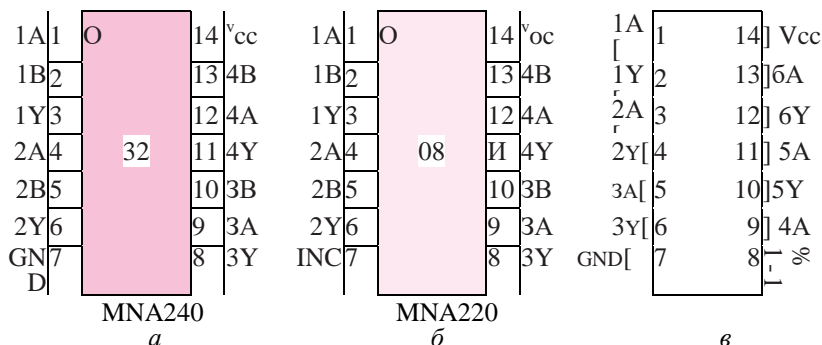 1A 1 O 14 vcc
1B 2 13 4B
1Y 3 12 4A
2A 4 32 11 4Y
2B 5 10 3B
2Y 6 9 3A
GN 7 8 3Y
D
MNA240
а
1A 1 O 14 voc
1B 2 13 4B
1Y 3 12 4A
2A 4 08 И 4Y
2B 5 10 3B
2Y 6 9 3A
INC 7 8 3Y
MNA220
б
1A [ 1 14 ] Vcc
1Y [ 2 13 ]бА
2A [ 3 12 ] 6Y
2Y[ 4 11 ] 5A
3A[ 5 10 ]5Y
3Y[ 6 9 ] 4A
GND[ 7 8 ] 1 - 1 %
в